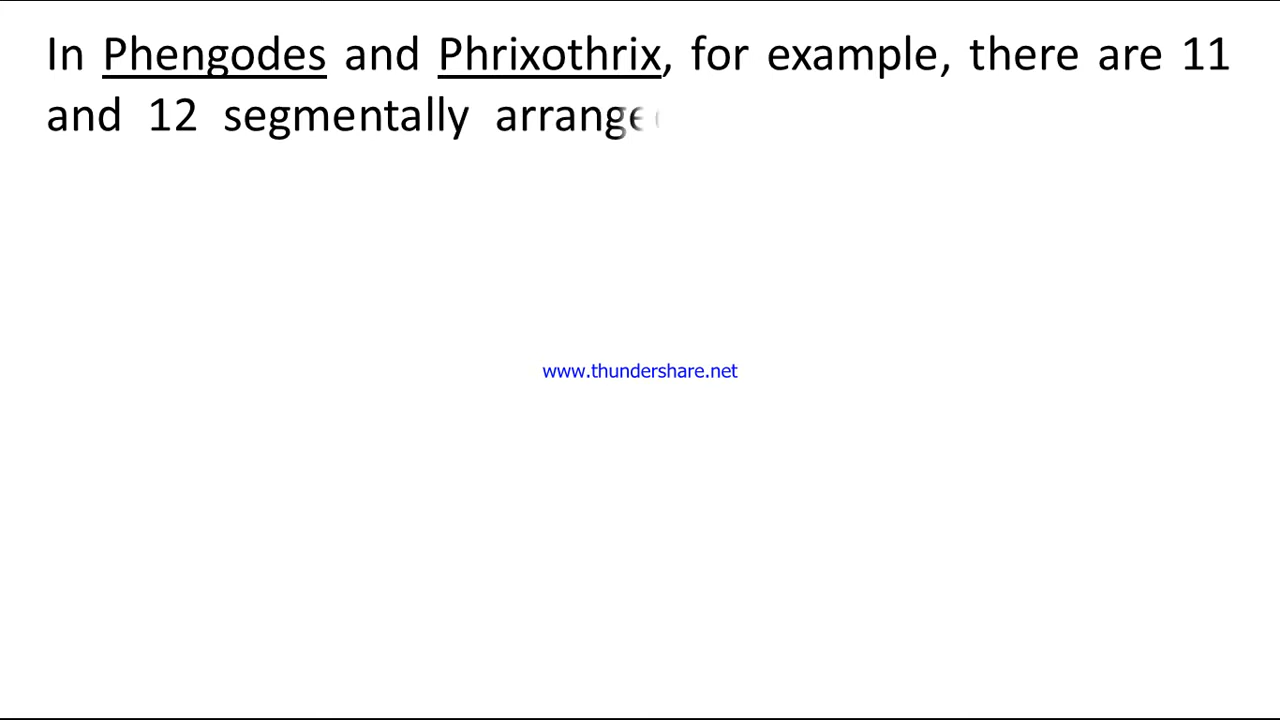 In Phengodes and Phrixothrix, for example, there are 11
and 12 segmentally
www.thundershare.net